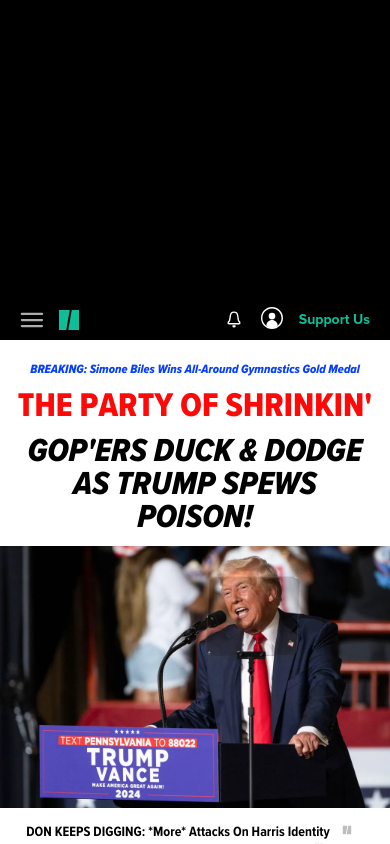 Support Us
BREAKING: Simone Biles Wins All-Around Gymnastics Gold Medal
THE PARTY OF SHRINKIN'
GOP'ERS DUCK & DODGE
AS TRUMP SPEWS
POISON!
TEXT PENNSYLVANIA TO 88022
TRUMP
VANCE
MAKE AMERICA GREAT AGAIN!
2024
DON KEEPS DIGGING: *More* Attacks On Harris Identity